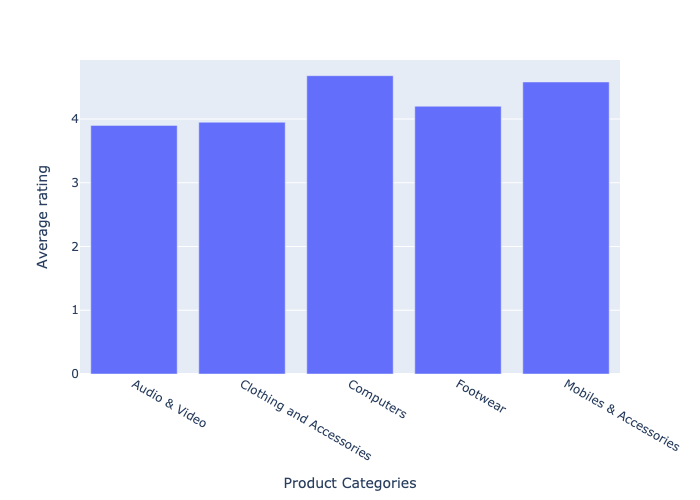 Average rating
4
3
2
1
0
Audio & Video
Clothing and Accessories
Computers
Footwear
Mobiles & Accessories
Product Categories